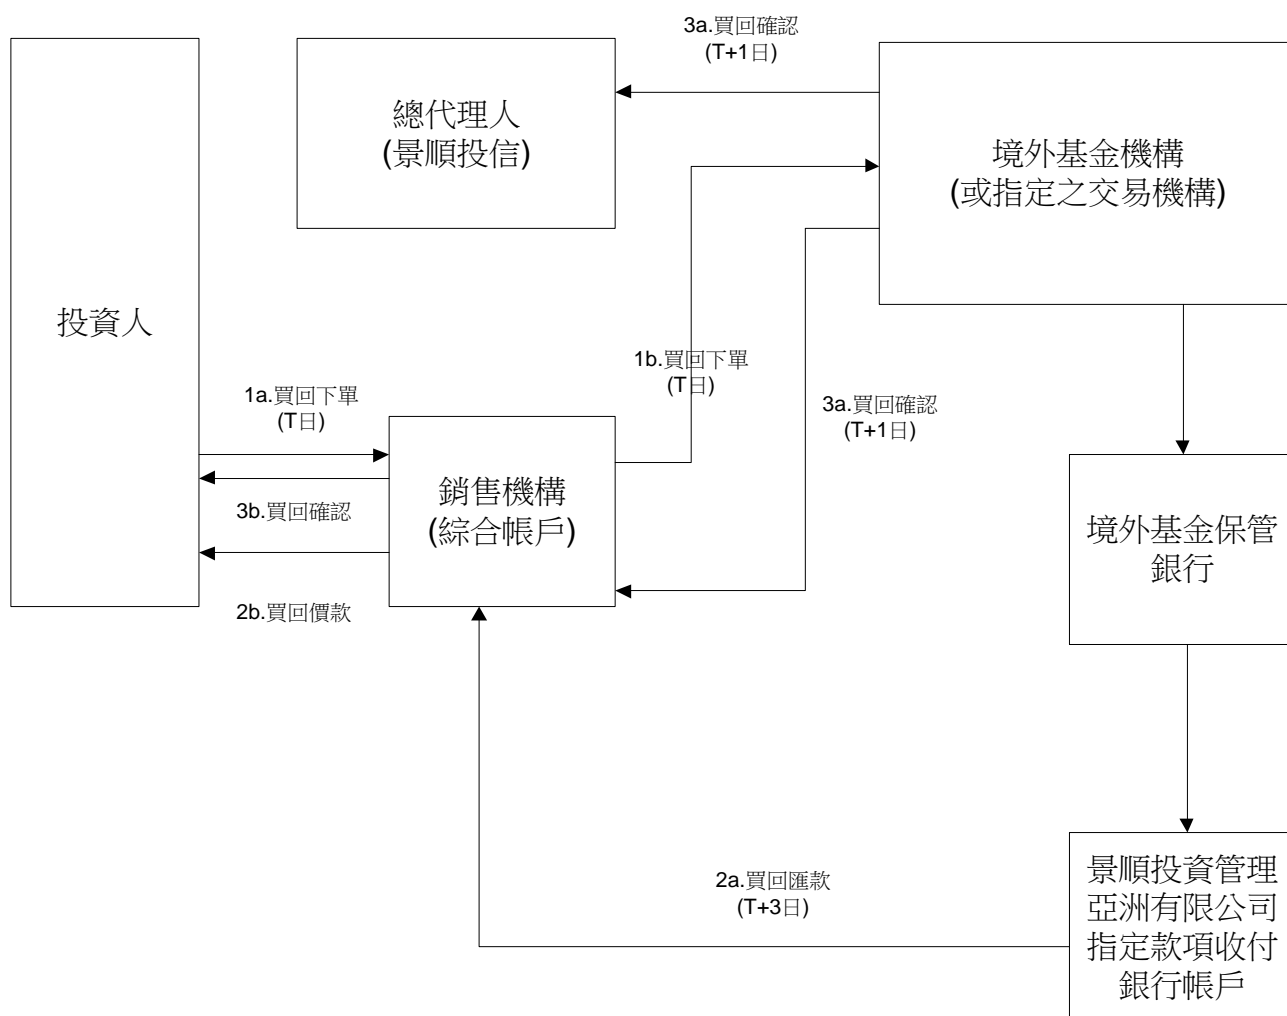 3a.買回確認
(T+1日)
總代理人
(景順投信)
境外基金機構
(或指定之交易機構)
投資人
1b.買回下單
(T日)
1a.買回下單
(T日)
3a.買回確認
(T+1日)
銷售機構
(綜合帳戶)
3b.買回確認
境外基金保管
銀行
2b.買回價款
2a.買回匯款
(T+3日)
景順投資管理
亞洲有限公司
指定款項收付
銀行帳戶